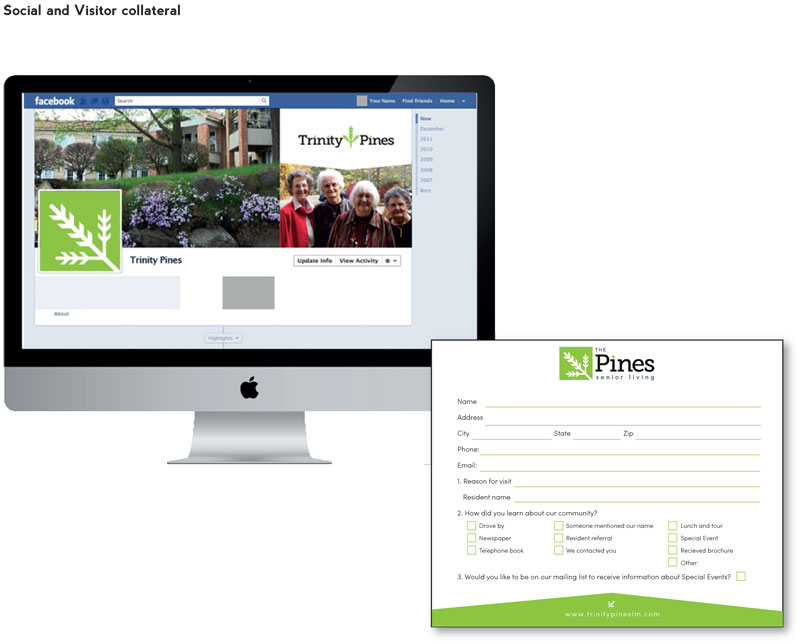 Social and Visitor collateral
facebook
Search
Your Name Find friends Home
Now
December
2011
2010
2009
2008
2007
Born
Trinity Pines
Trinity Pines
Update Info View Activity
About
Highlights
THE
Pines
senior living
Name
Address
City State Zip
Phone:
Email:
1. Reason for visit
Resident name
2. How did you learn about our community?
Drove by Someone mentioned our name Lunch and tour
Newspaper Resident referral Special Event
Telephone book We contacted you Recieved brochure
Other:
3. Would you like to be on our mailing list to receive information about Special Events?
www.trinitypineslm.com